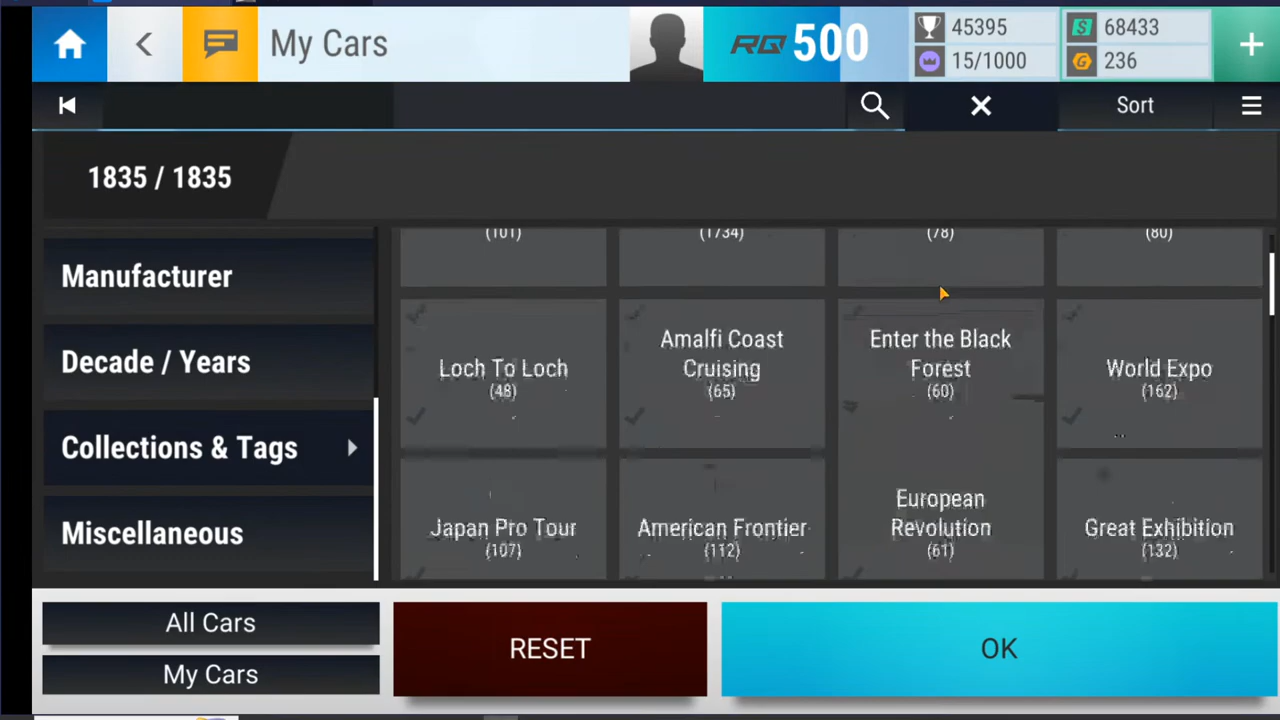 My Cars
RQ 500
45395
15/1000
68433
236
+
Sort
1835 / 1835
Manufacturer
Decade / Years
Collections & Tags
Miscellaneous
(101)
(1734)
(78)
(80)
Loch To Loch
(48)
Amalfi Coast
Cruising
(65)
Enter the Black
Forest
(60)
World Expo
(162)
Japan Pro Tour
(107)
American Frontier
(112)
European
Revolution
(61)
Great Exhibition
(132)
All Cars
My Cars
RESET
OK